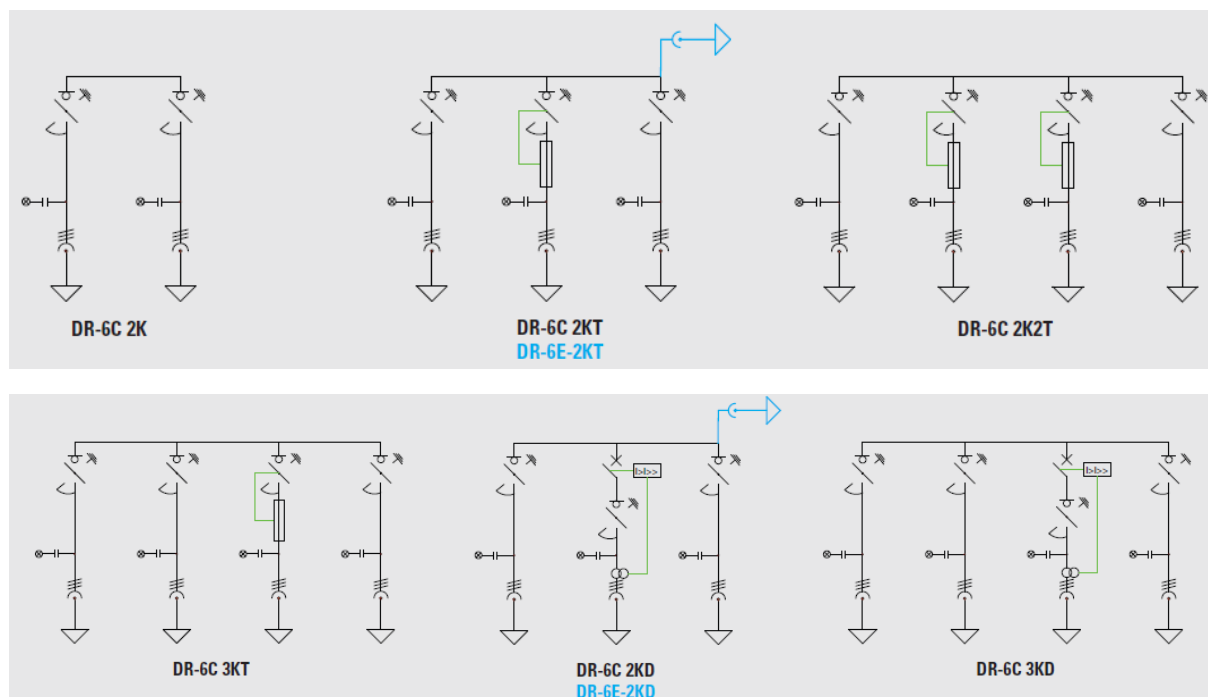 DR-6C 2K
DR-6C 2KT
DR-6E-2KT
DR-6C 2K2T
I>I>>
I>I>>
DR-6C 3KT
DR-6C 2KD
DR-6E-2KD
DR-6C 3KD